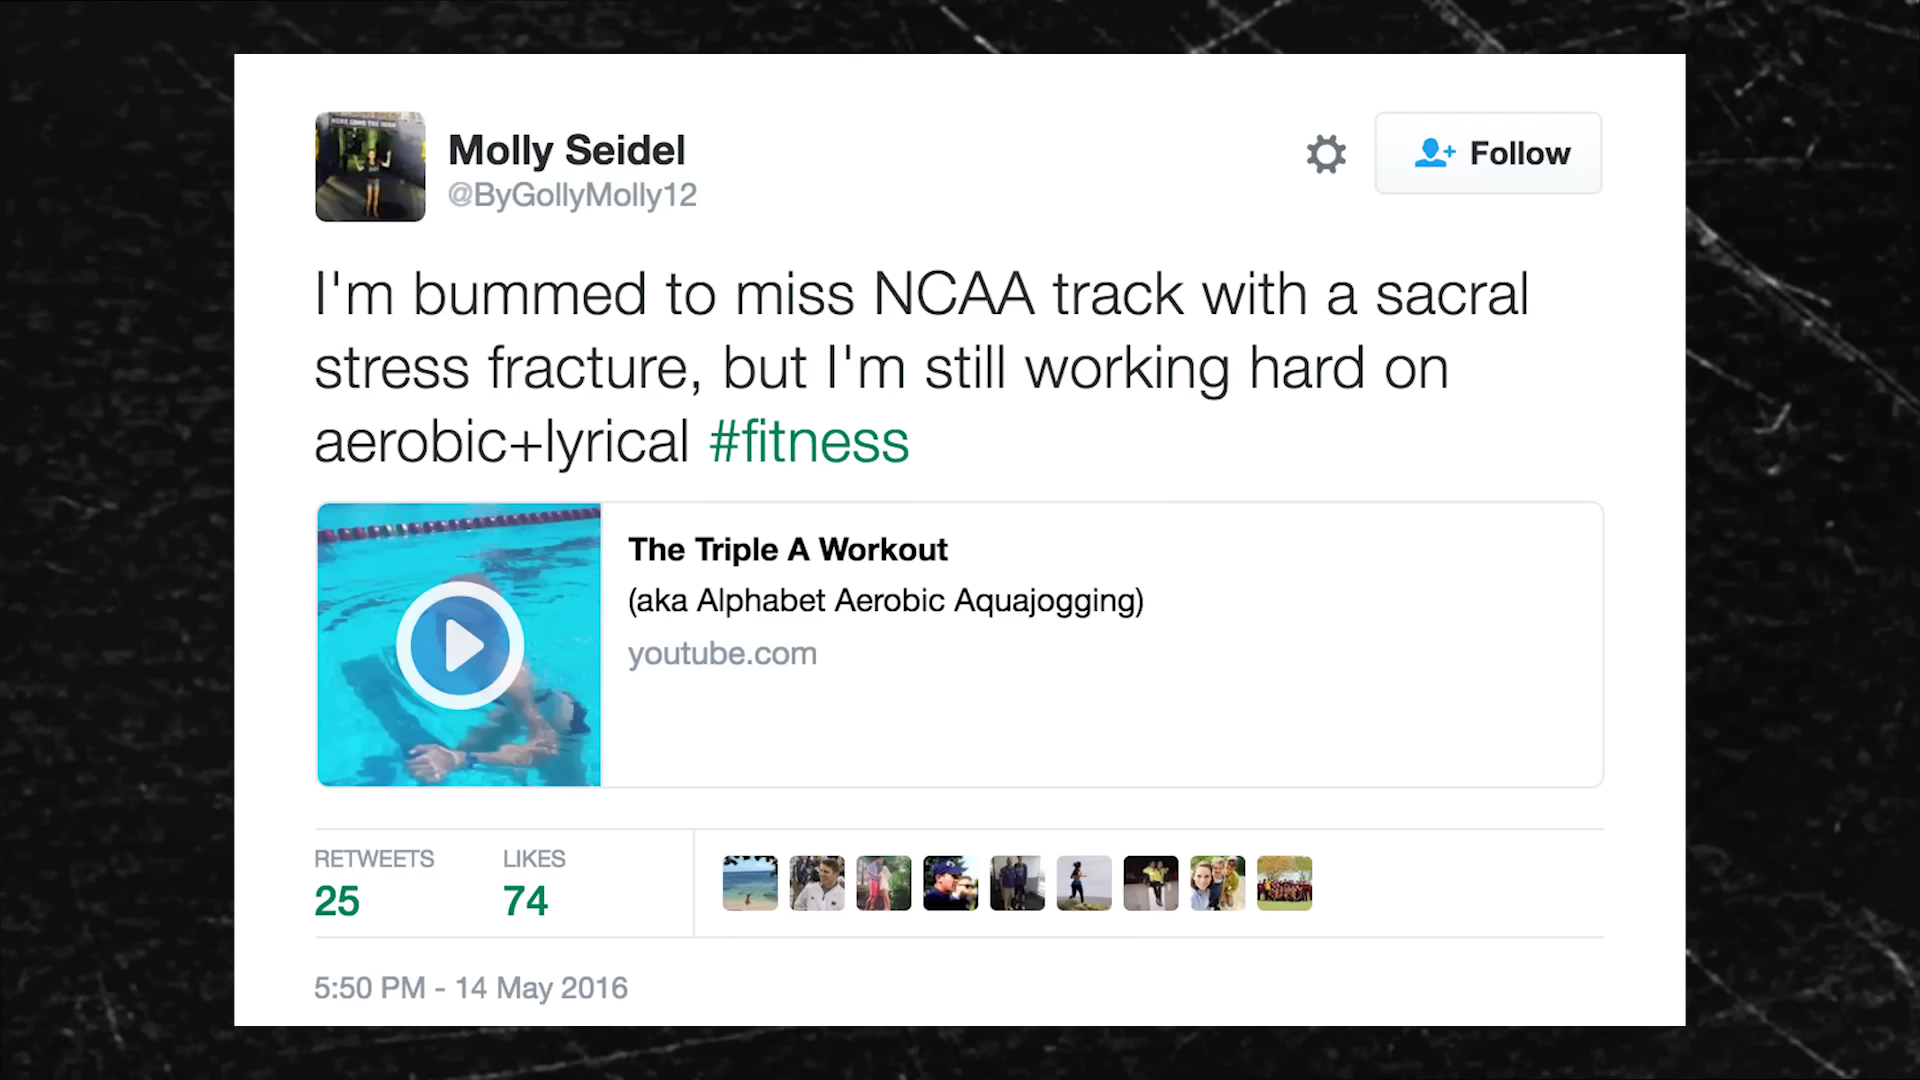 Molly Seidel
@ByGollyMolly12
Follow
I'm bummed to miss NCAA track with a sacral
stress fracture, but I'm still working hard on
aerobic+lyrical #fitness
The Triple A Workout
(aka Alphabet Aerobic Aquajogging)
youtube.com
RETWEETS
25
LIKES
74
5:50 PM - 14 May 2016